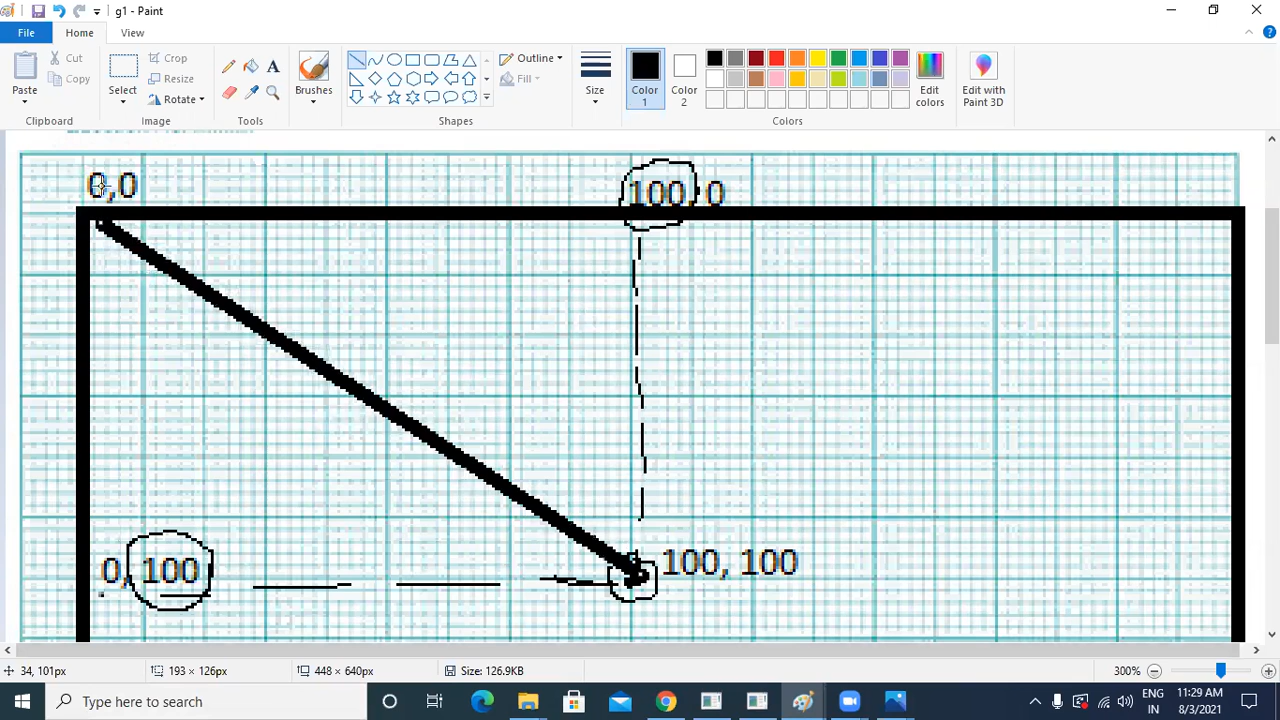 g1 - Paint
File Home View
Paste Cut Copy
Clipboard
Select Crop Resize Rotate
Image
Tools
Brushes
Outline Fill
Shapes
Size
Color 1
Color 2
Edit colors
Colors
Edit with Paint 3D
0,0
100, 0
0, 100
100, 100
34, 101px 193 × 126px 448 × 640px Size: 126.9KB 300%
Type here to search
ENG IN
11:29 AM
8/3/2021